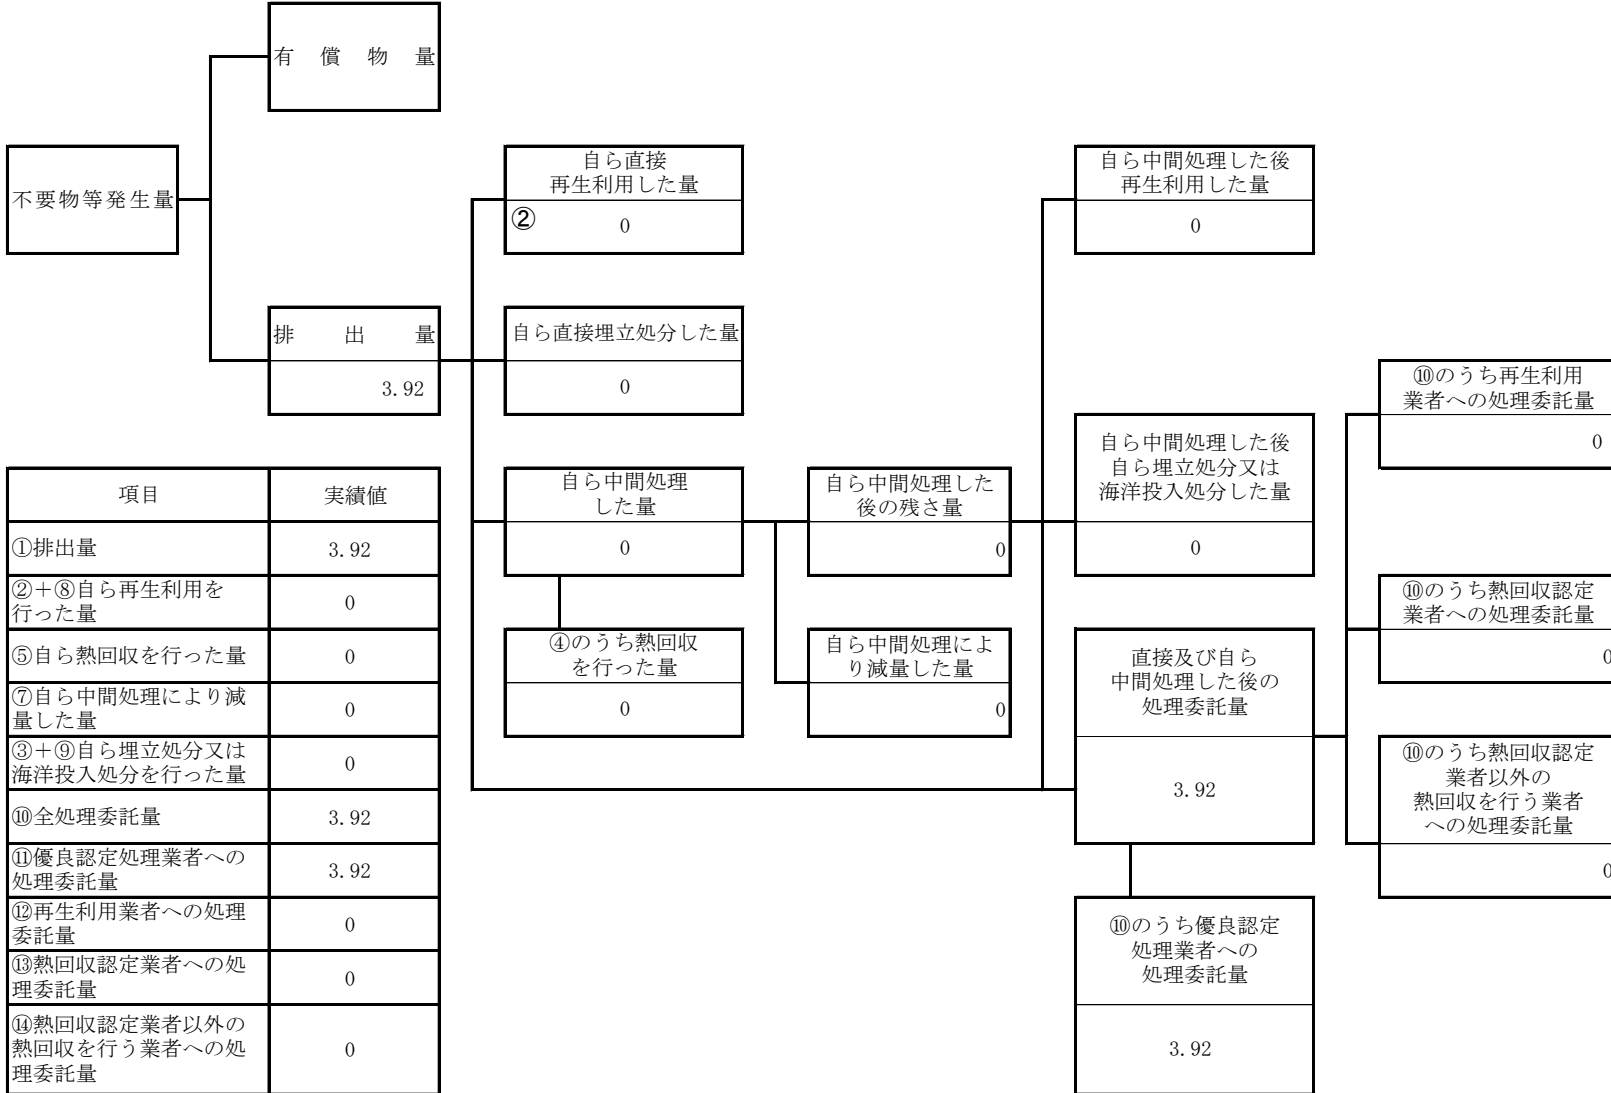 有償物量
不要物等発生量
自ら直接
再生利用した量
② 0
自ら中間処理した後
再生利用した量
0
排出量
3.92
自ら直接埋立処分した量
0
⑩のうち再生利用
業者への処理委託量
0
自ら中間処理
した量
0
自ら中間処理した
後の残さ量
0
自ら中間処理した後
自ら埋立処分又は
海洋投入処分した量
0
⑩のうち熱回収認定
業者への処理委託量
0
④のうち熱回収
を行った量
0
自ら中間処理によ
り減量した量
0
直接及び自ら
中間処理した後の
処理委託量
3.92
⑩のうち熱回収認定
業者以外の
熱回収を行う業者
への処理委託量
0
⑩のうち優良認定
処理業者への
処理委託量
3.92
項目 実績値
①排出量 3.92
②+⑧自ら再生利用を
行った量 0
⑤自ら熱回収を行った量 0
⑦自ら中間処理により減
量した量 0
③+⑨自ら埋立処分又は
海洋投入処分を行った量 0
⑩全処理委託量 3.92
⑪優良認定処理業者への
処理委託量 3.92
⑫再生利用業者への処理
委託量 0
⑬熱回収認定業者への処
理委託量 0
⑭熱回収認定業者以外の
熱回収を行う業者への処
理委託量 0